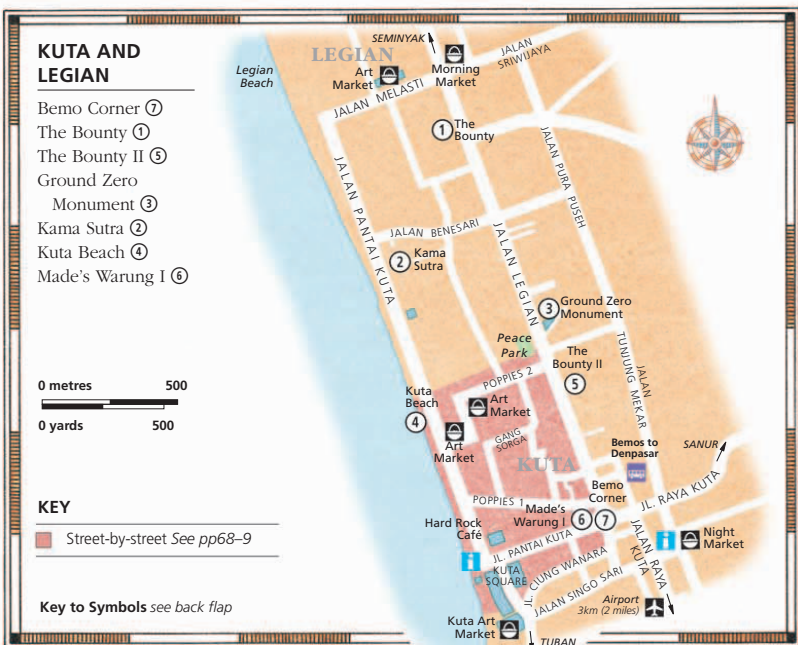 KUTA AND
LEGIAN
Bemo Corner ⑦
The Bounty ①
The Bounty II ⑤
Ground Zero
Monument ③
Kama Sutra ②
Kuta Beach ④
Made's Warung I ⑥
0 metres 500
0 yards 500
KEY
Street-by-street See pp68–9
Key to Symbols see back flap
SEMINYAK
LEGIAN
Legian
Beach
Art
Market
Morning
Market
JALAN
SRIWIJAYA
JALAN MELASTI
① The
Bounty
JALAN PURA PUSEH
JALAN PANTAI KUTA
JALAN BENESARI
JALAN LEGIAN
② Kama
Sutra
③ Ground Zero
Monument
Peace
Park
The
Bounty II
⑤
JALAN
TUNJUNG MEKAR
POPPIES 2
Kuta
Beach
④
Art
Market
Art
Market
GANG
SORGA
KUTA
Bemos to
Denpasar
SANUR
Bemo
Corner
JL. RAYA KUTA
POPPIES 1
Made's
Warung I ⑥ ⑦
Hard Rock
Café
JL. PANTAI KUTA
i
i
Night
Market
KUTA
SQUARE
JL. CIUNG WANARA
JALAN RAYA
KUTA
JALAN SINGO SARI
Airport
3km (2 miles)
Kuta Art
Market
TUBAN